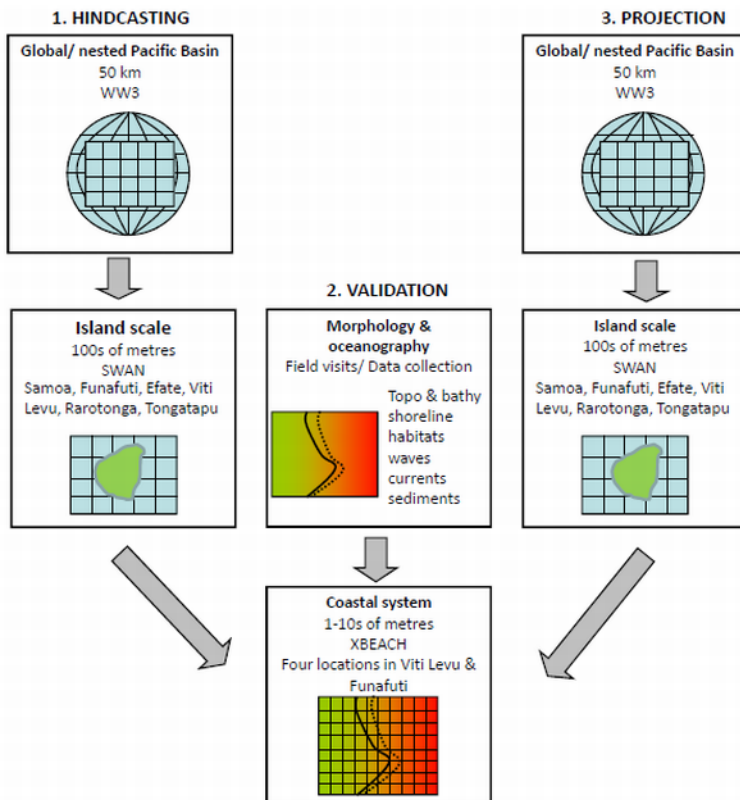 1. HINDCASTING
Global/ nested Pacific Basin
50 km
WW3
Island scale
100s of metres
SWAN
Samoa, Funafuti, Efate, Viti
Levu, Rarotonga, Tongatapu
2. VALIDATION
Morphology &
oceanography
Field visits/ Data collection
Topo & bathy
shoreline
habitats
waves
currents
sediments
3. PROJECTION
Global/ nested Pacific Basin
50 km
WW3
Island scale
100s of metres
SWAN
Samoa, Funafuti, Efate, Viti
Levu, Rarotonga, Tongatapu
Coastal system
1-10s of metres
XBEACH
Four locations in Viti Levu &
Funafuti